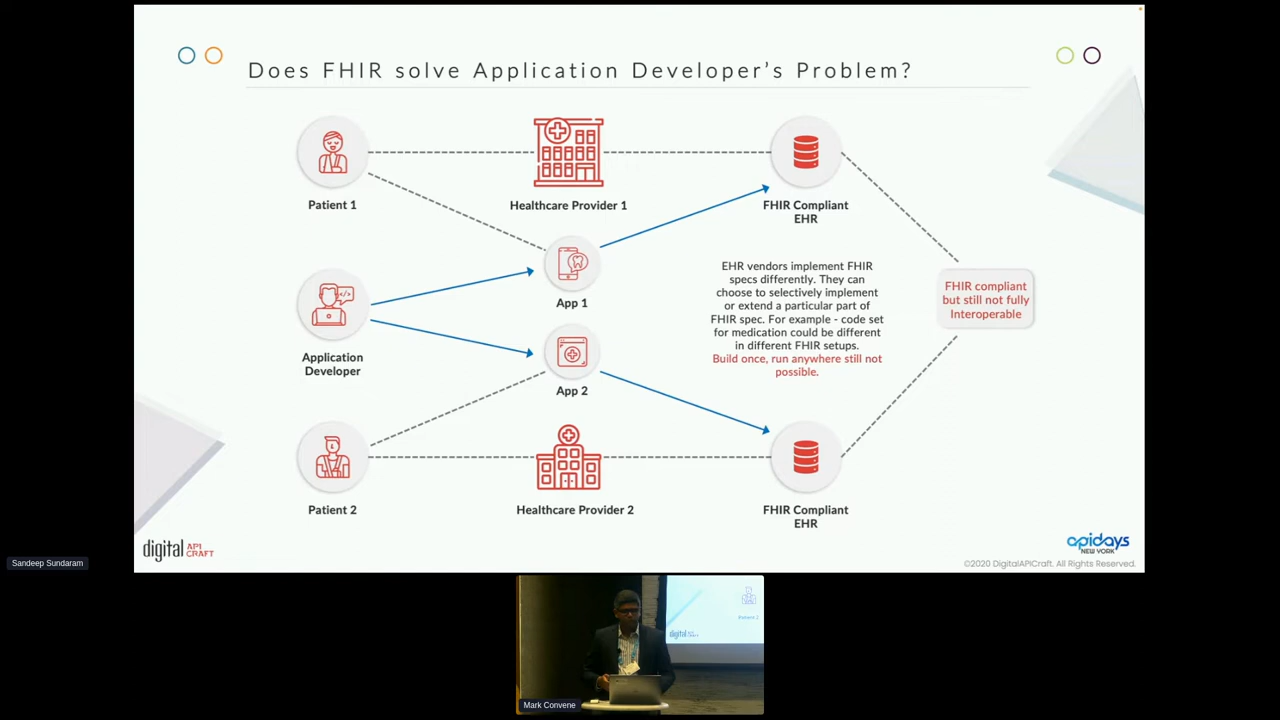 Does FHIR solve Application Developer's Problem?
Patient 1
Healthcare Provider 1
FHIR Compliant
EHR
App 1
Application
Developer
EHR vendors implement FHIR
specs differently. They can
choose to selectively implement
or extend a particular part of
FHIR spec. For example - code set
for medication could be different
in different FHIR setups.
Build once, run anywhere still not
possible.
FHIR compliant
but still not fully
Interoperable
App 2
Patient 2
Healthcare Provider 2
FHIR Compliant
EHR
digital API CRAFT
apidays
NEW YORK
©2020 DigitalAPICraft. All Rights Reserved.
Sandeep Sundaram
Patient 2
digital
Mark Convene